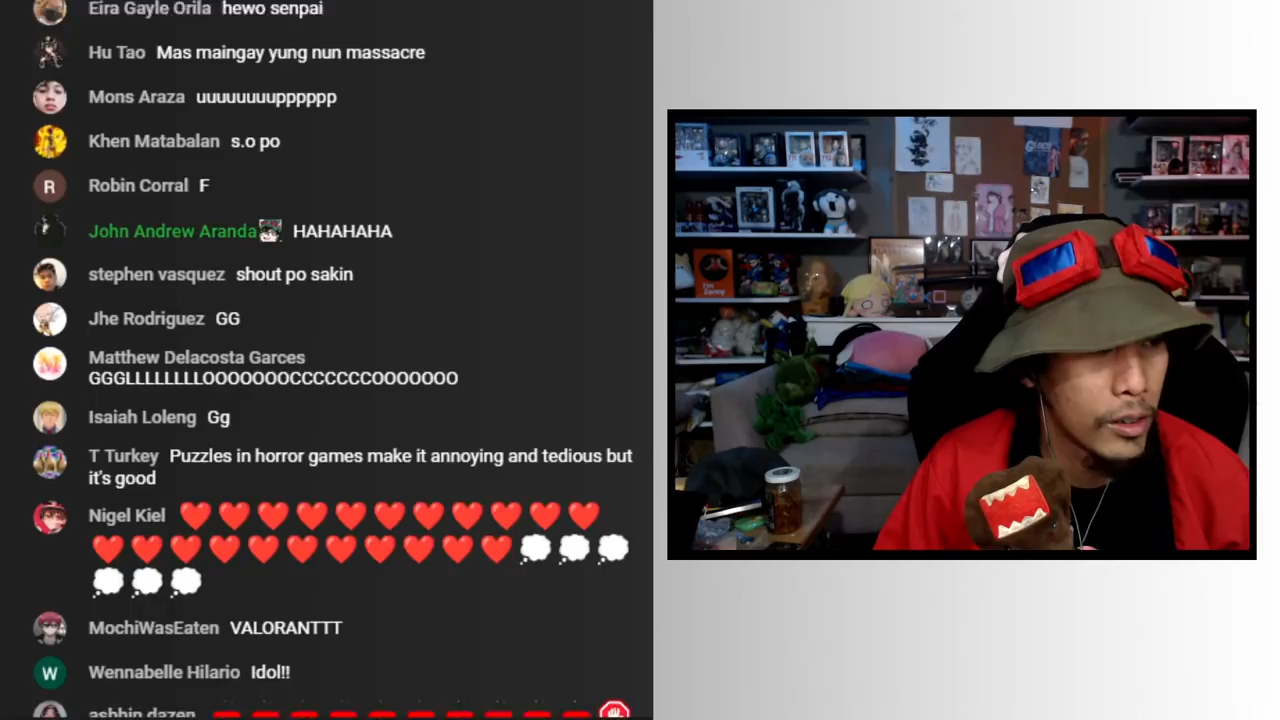 Eira Gayle Orila hewo senpai
Hu Tao Mas maingay yung nun massacre
Mons Araza uuuuuuuupppppp
Khen Matabalan s.o po
R Robin Corral F
John Andrew Aranda HAHAHAHA
stephen vasquez shout po sakin
Jhe Rodriguez GG
Matthew Delacosta Garces
GGGLLLLLLLLOOOOOOOCCCCCCCOOOOOOO
Isaiah Loleng Gg
T Turkey Puzzles in horror games make it annoying and tedious but
it's good
Nigel Kiel
MochiWasEaten VALORANTTT
W Wennabelle Hilario Idol!!
ashbin dazen